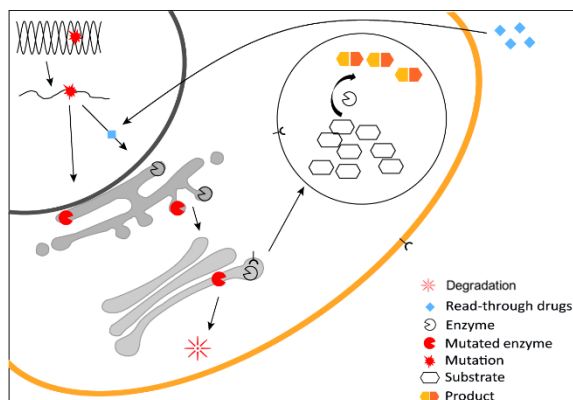 Degradation
Read-through drugs
Enzyme
Mutated enzyme
Mutation
Substrate
Product